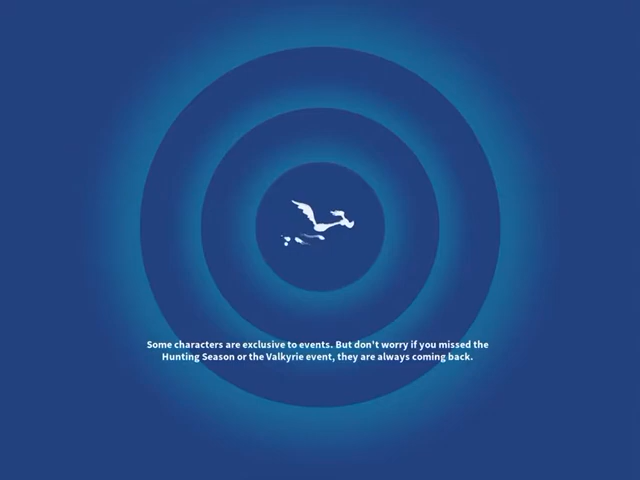 Some characters are exclusive to events. But don't worry if you missed the
Hunting Season or the Valkyrie event, they are always coming back.